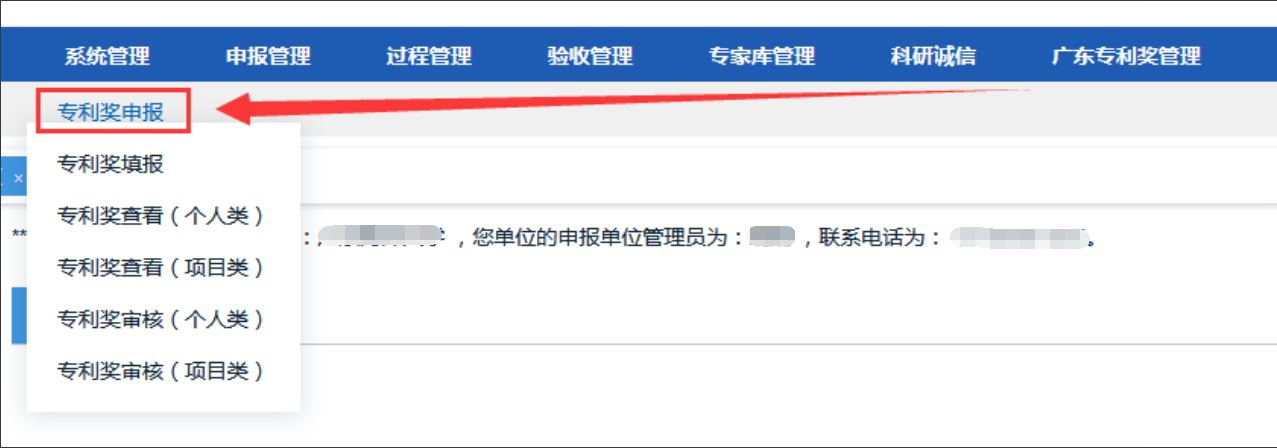 系统管理 申报管理 过程管理 验收管理 专家库管理 科研诚信 广东专利奖管理
专利奖申报
专利奖填报
×
专利奖查看（个人类）
** ： ，您单位的申报单位管理员为： ，联系电话为： 。
专利奖查看（项目类）
专利奖审核（个人类）
专利奖审核（项目类）